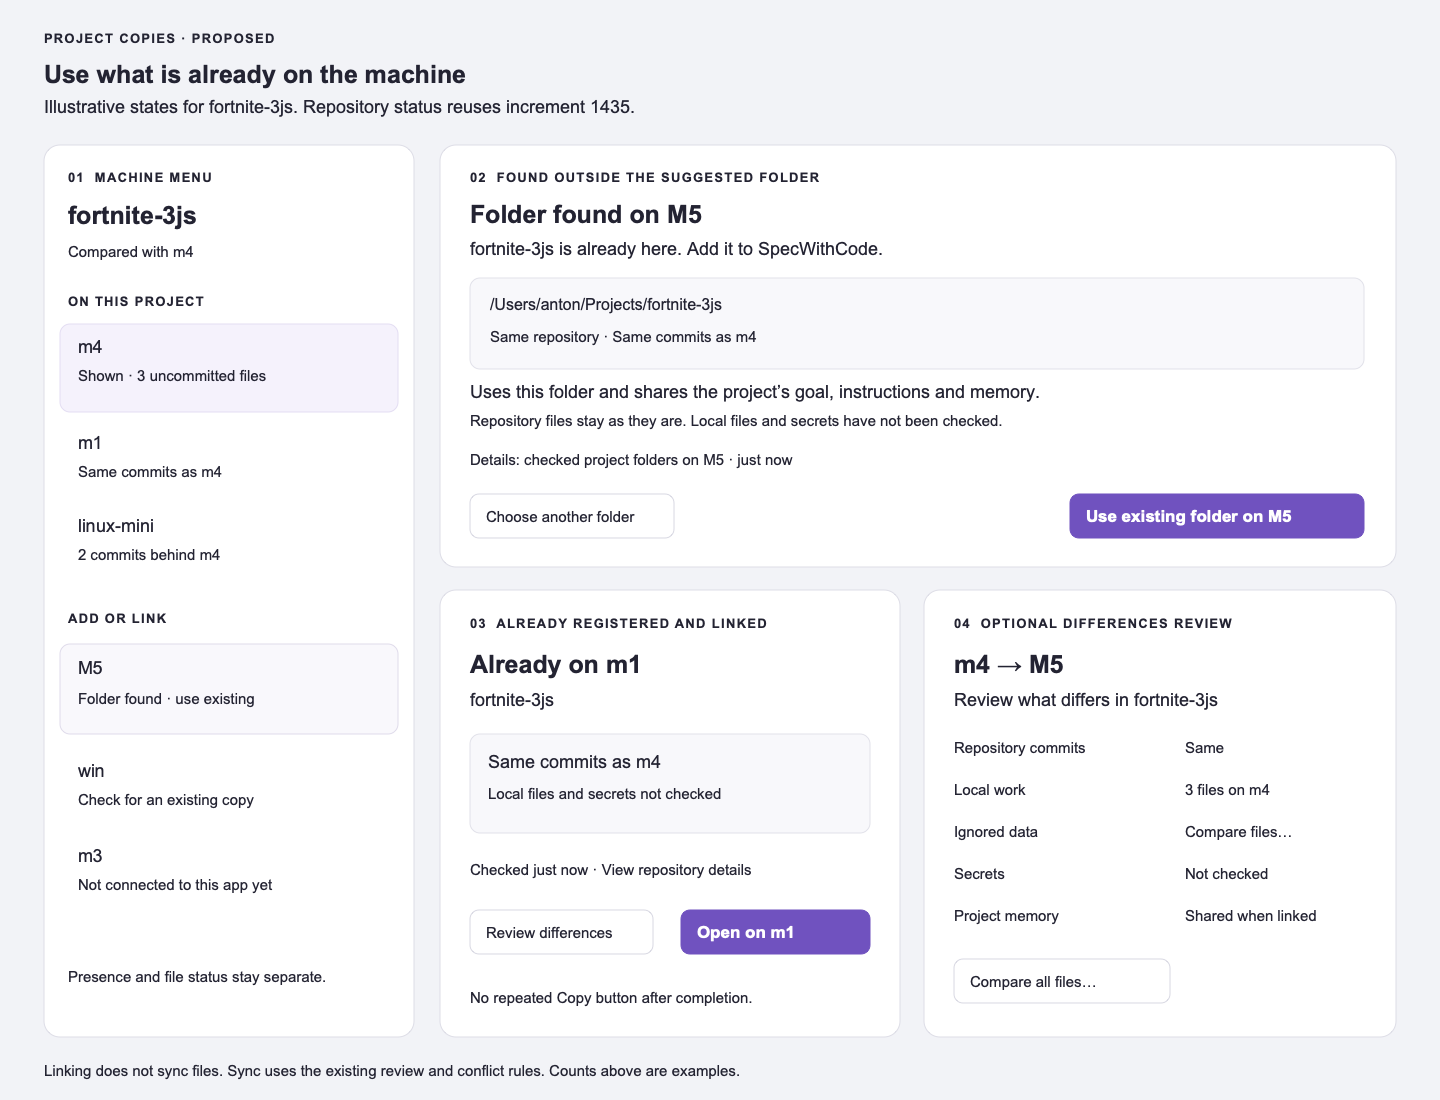 PROJECT COPIES · PROPOSED
Use what is already on the machine
Illustrative states for fortnite-3js. Repository status reuses increment 1435.
01 MACHINE MENU
fortnite-3js
Compared with m4
ON THIS PROJECT
m4
Shown · 3 uncommitted files
m1
Same commits as m4
linux-mini
2 commits behind m4
ADD OR LINK
M5
Folder found · use existing
win
Check for an existing copy
m3
Not connected to this app yet
Presence and file status stay separate.
02 FOUND OUTSIDE THE SUGGESTED FOLDER
Folder found on M5
fortnite-3js is already here. Add it to SpecWithCode.
/Users/anton/Projects/fortnite-3js
Same repository · Same commits as m4
Uses this folder and shares the project’s goal, instructions and memory.
Repository files stay as they are. Local files and secrets have not been checked.
Details: checked project folders on M5 · just now
Choose another folder
Use existing folder on M5
03 ALREADY REGISTERED AND LINKED
Already on m1
fortnite-3js
Same commits as m4
Local files and secrets not checked
Checked just now · View repository details
Review differences
Open on m1
No repeated Copy button after completion.
04 OPTIONAL DIFFERENCES REVIEW
m4 → M5
Review what differs in fortnite-3js
Repository commits Same
Local work 3 files on m4
Ignored data Compare files…
Secrets Not checked
Project memory Shared when linked
Compare all files…
Linking does not sync files. Sync uses the existing review and conflict rules. Counts above are examples.